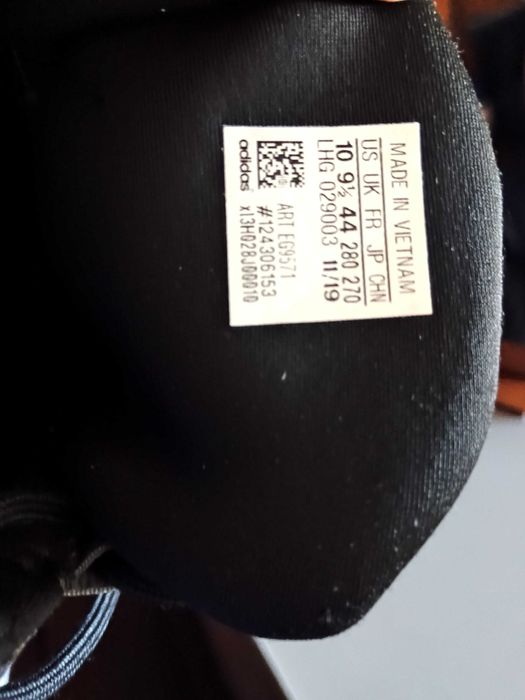 MADE IN VIETNAM
US UK FR JP CHN
10 9½ 44 280 270
LHG 029003 11/19
ART EG9571
#124306153
x13H028J00010
adidas